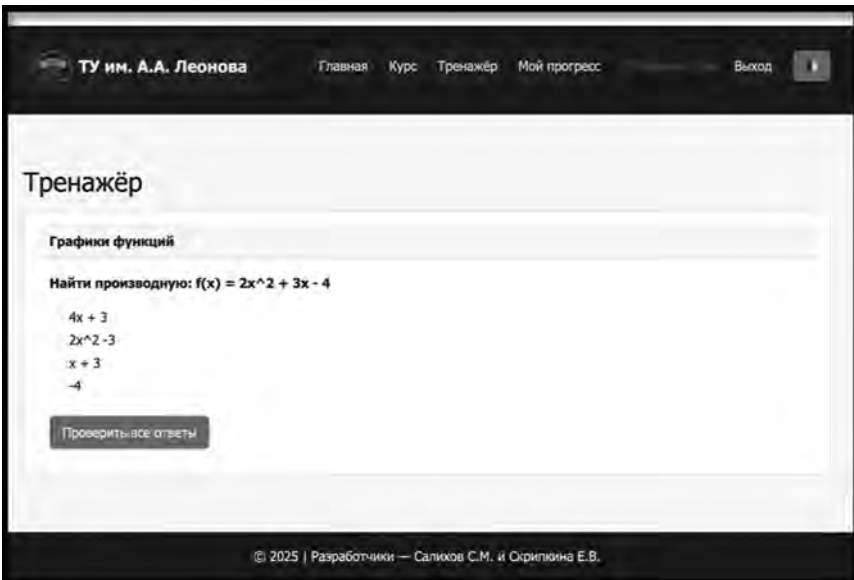 ТУ им. А.А. Леонова
Главная Курс Тренажёр Мой прогресс Выход
Тренажёр
Графики функций
Найти производную: f(x) = 2x^2 + 3x - 4
4x + 3
2x^2 -3
x + 3
-4
Проверить все ответы
© 2025 | Разработчики — Салихов С.М. и Скрипкина Е.В.